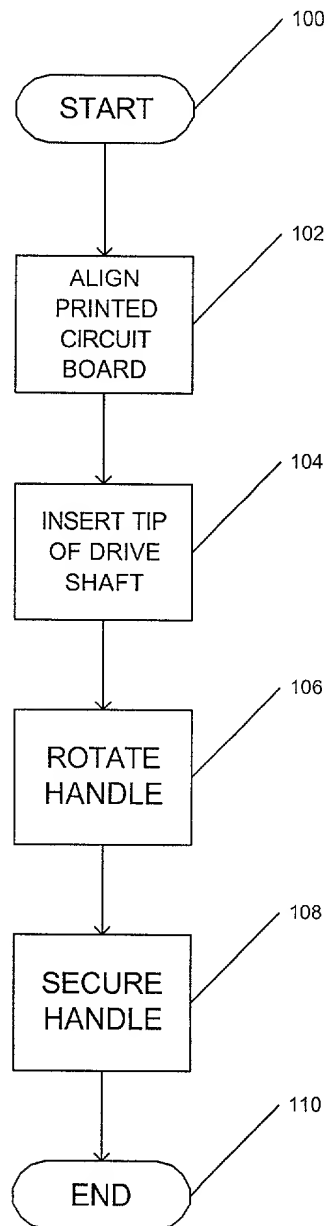 100
START
102
ALIGN
PRINTED
CIRCUIT
BOARD
104
INSERT TIP
OF DRIVE
SHAFT
106
ROTATE
HANDLE
108
SECURE
HANDLE
110
END